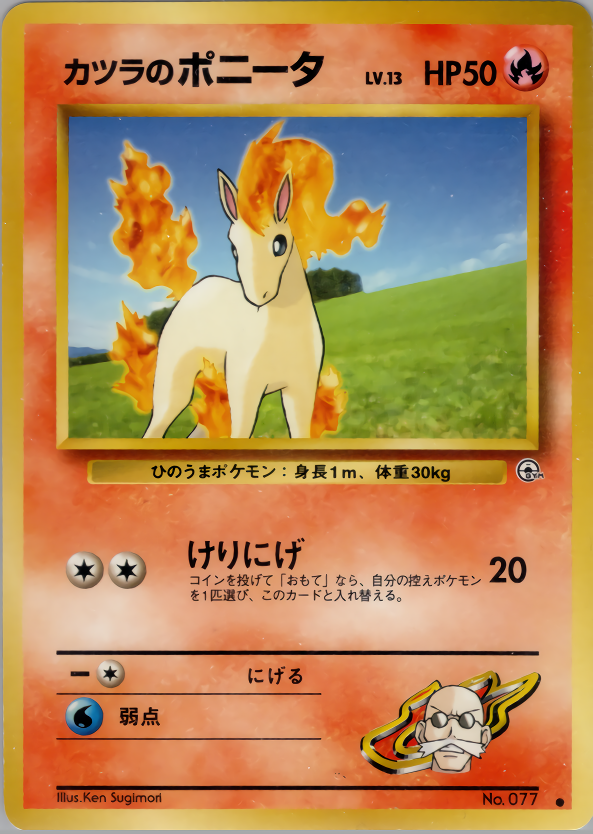 カツラのポニータ LV.13 HP50
ひのうまポケモン：身長1m、体重30kg
GYM
けりにげ 20
コインを投げて「おもて」なら、自分の控えポケモン
を1匹選び、このカードと入れ替える。
ー にげる
弱点
Illus.Ken Sugimori No. 077 ●